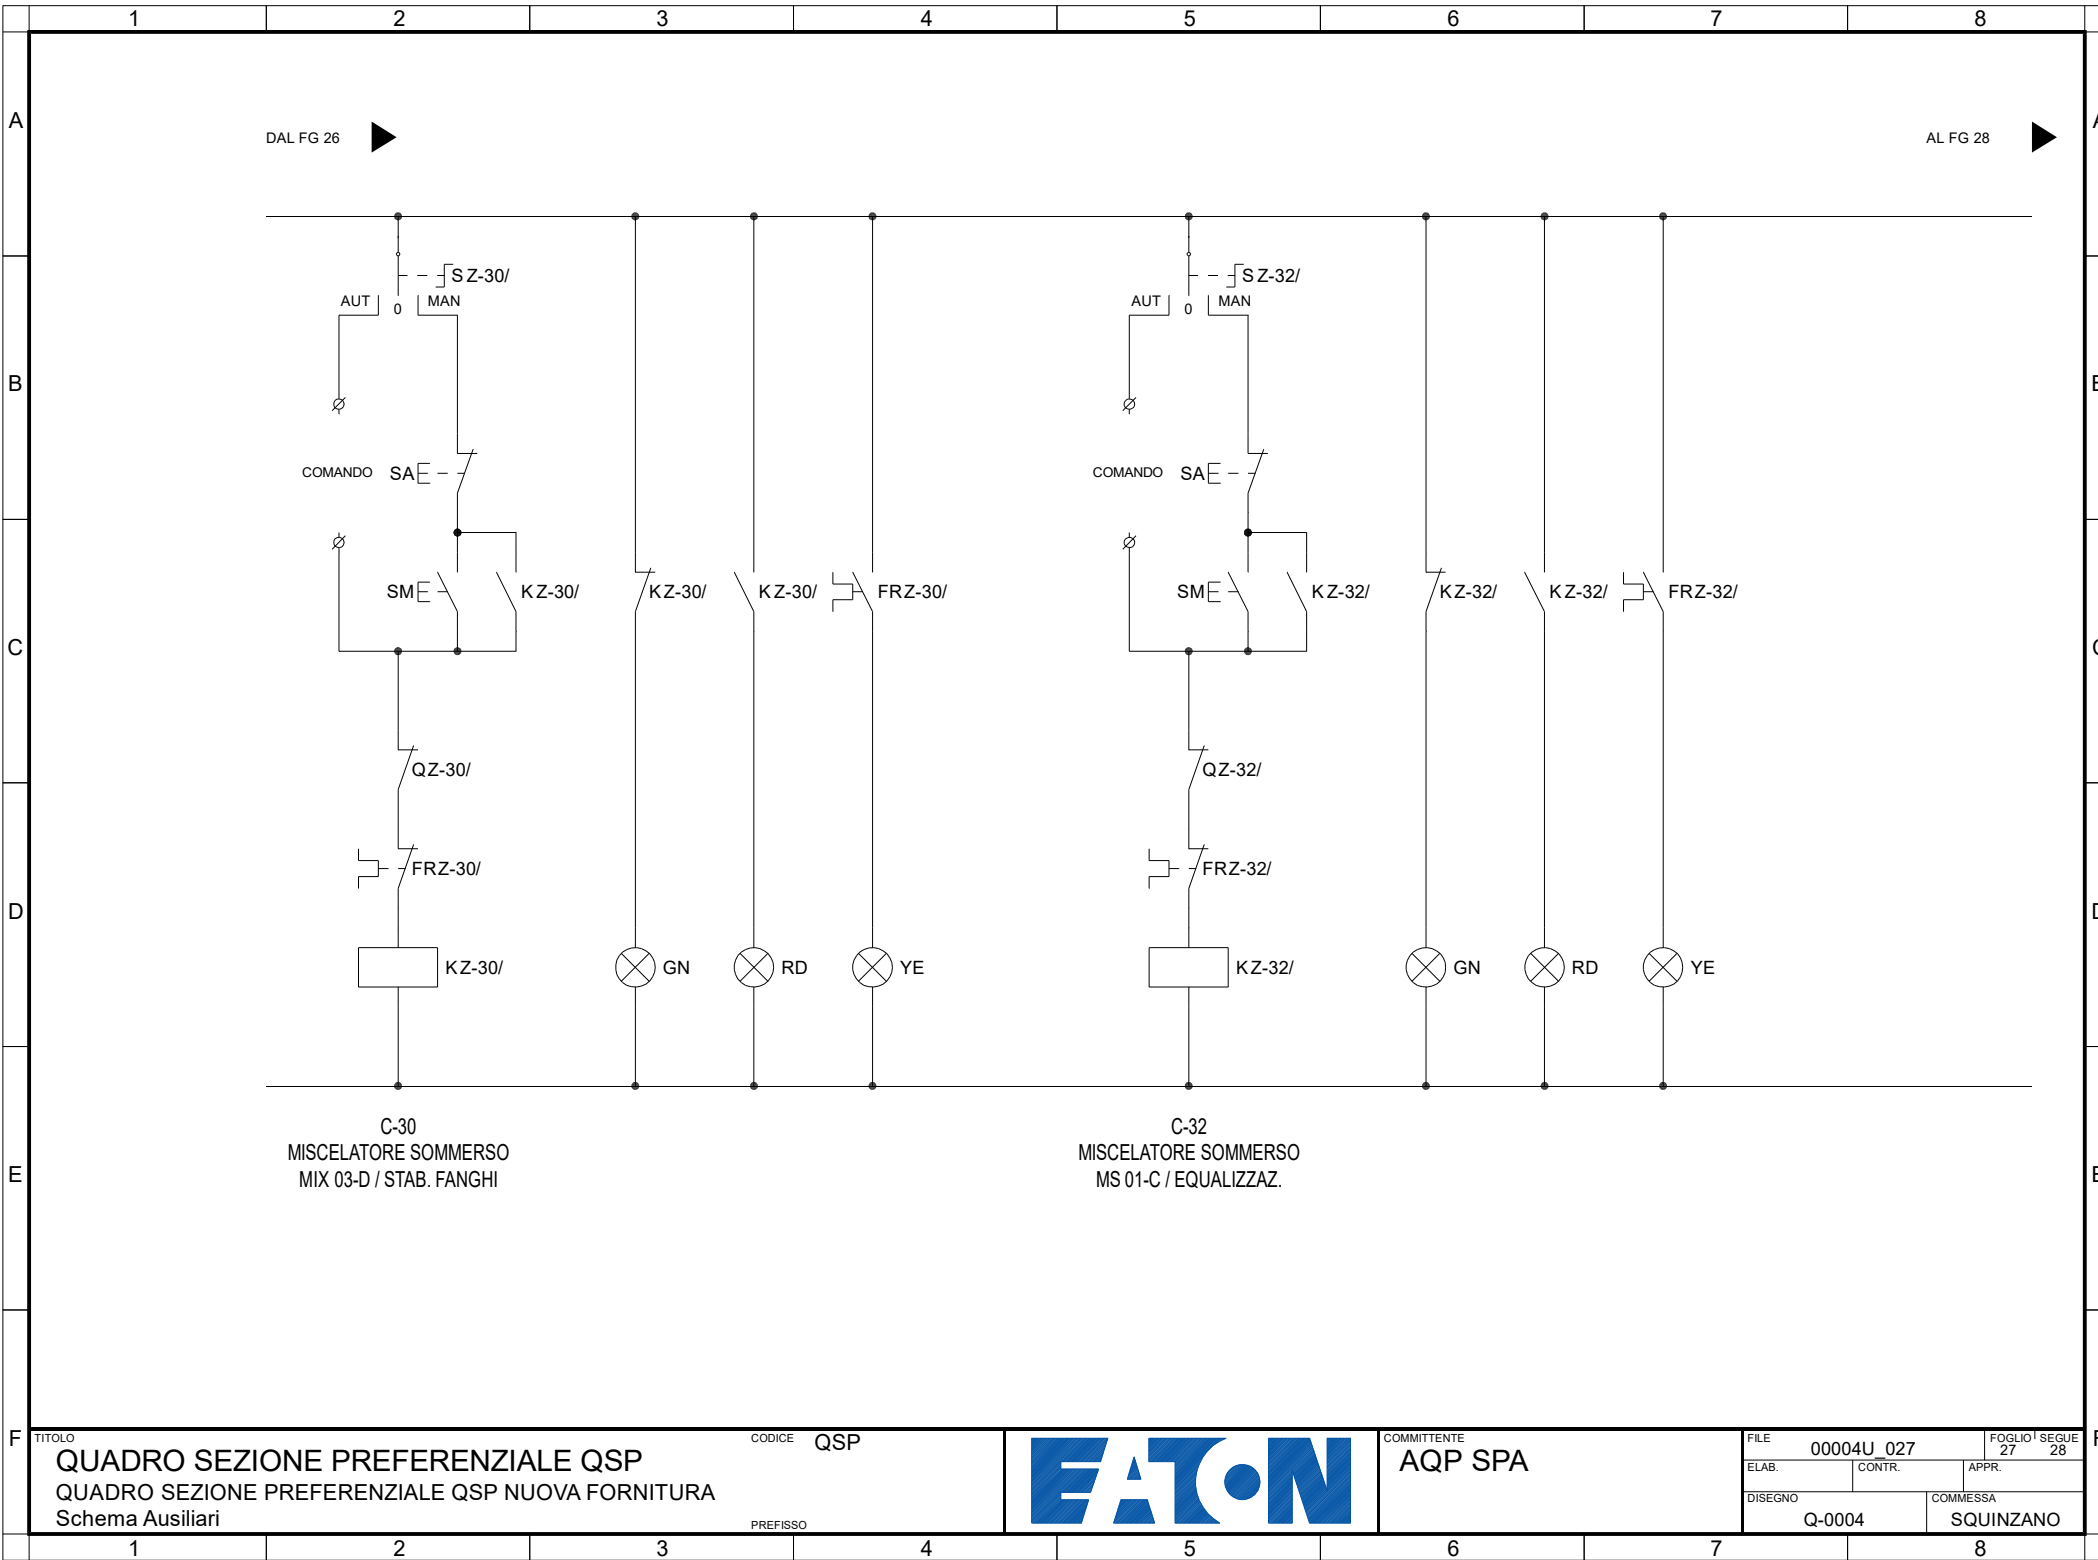 1 2 3 4 5 6 7 8
A A
DAL FG 26 AL FG 28
SZ-30/ SZ-32/
AUT 0 MAN AUT 0 MAN
B
COMANDO SA COMANDO SA
SM KZ-30/ KZ-30/ KZ-30/ FRZ-30/ SM KZ-32/ KZ-32/ KZ-32/ FRZ-32/
C
QZ-30/ QZ-32/
FRZ-30/ FRZ-32/
D
KZ-30/ GN RD YE KZ-32/ GN RD YE
C-30 C-32
MISCELATORE SOMMERSO MISCELATORE SOMMERSO
E
MIX 03-D / STAB. FANGHI MS 01-C / EQUALIZZAZ.
F
TITOLO
QUADRO SEZIONE PREFERENZIALE QSP
QUADRO SEZIONE PREFERENZIALE QSP NUOVA FORNITURA
Schema Ausiliari
CODICE QSP
PREFISSO
EATON
COMMITTENTE
AQP SPA
FILE 00004U_027
FOGLIO 27
SEGUE 28
ELAB. CONTR. APPR.
DISEGNO Q-0004
COMMESSA SQUINZANO
1 2 3 4 5 6 7 8